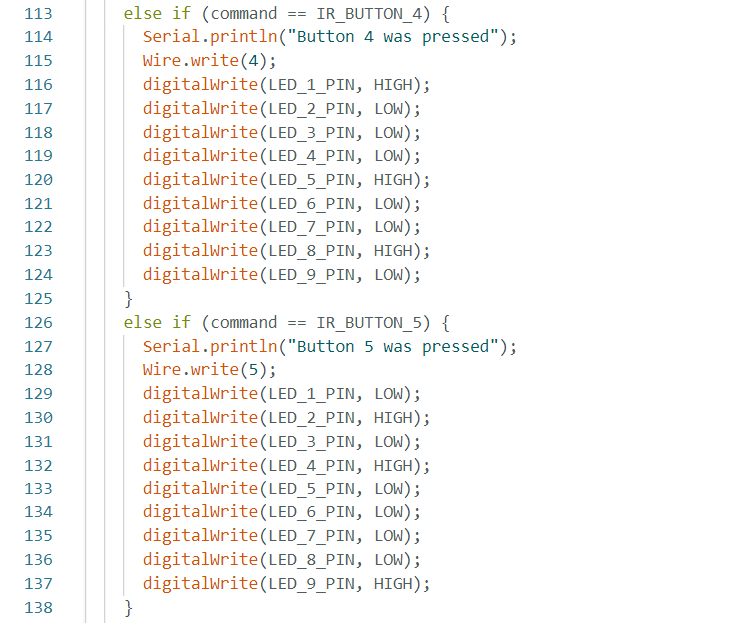 113 else if (command == IR_BUTTON_4) {
114 Serial.println("Button 4 was pressed");
115 Wire.write(4);
116 digitalWrite(LED_1_PIN, HIGH);
117 digitalWrite(LED_2_PIN, LOW);
118 digitalWrite(LED_3_PIN, LOW);
119 digitalWrite(LED_4_PIN, LOW);
120 digitalWrite(LED_5_PIN, HIGH);
121 digitalWrite(LED_6_PIN, LOW);
122 digitalWrite(LED_7_PIN, LOW);
123 digitalWrite(LED_8_PIN, HIGH);
124 digitalWrite(LED_9_PIN, LOW);
125 }
126 else if (command == IR_BUTTON_5) {
127 Serial.println("Button 5 was pressed");
128 Wire.write(5);
129 digitalWrite(LED_1_PIN, LOW);
130 digitalWrite(LED_2_PIN, HIGH);
131 digitalWrite(LED_3_PIN, LOW);
132 digitalWrite(LED_4_PIN, HIGH);
133 digitalWrite(LED_5_PIN, LOW);
134 digitalWrite(LED_6_PIN, LOW);
135 digitalWrite(LED_7_PIN, LOW);
136 digitalWrite(LED_8_PIN, LOW);
137 digitalWrite(LED_9_PIN, HIGH);
138 }